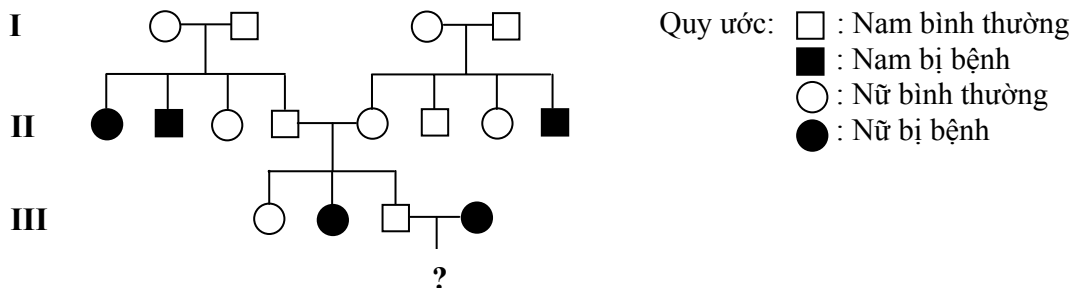 I
Quy ước:
: Nam bình thường
: Nam bị bệnh
: Nữ bình thường
: Nữ bị bệnh
II
III
?